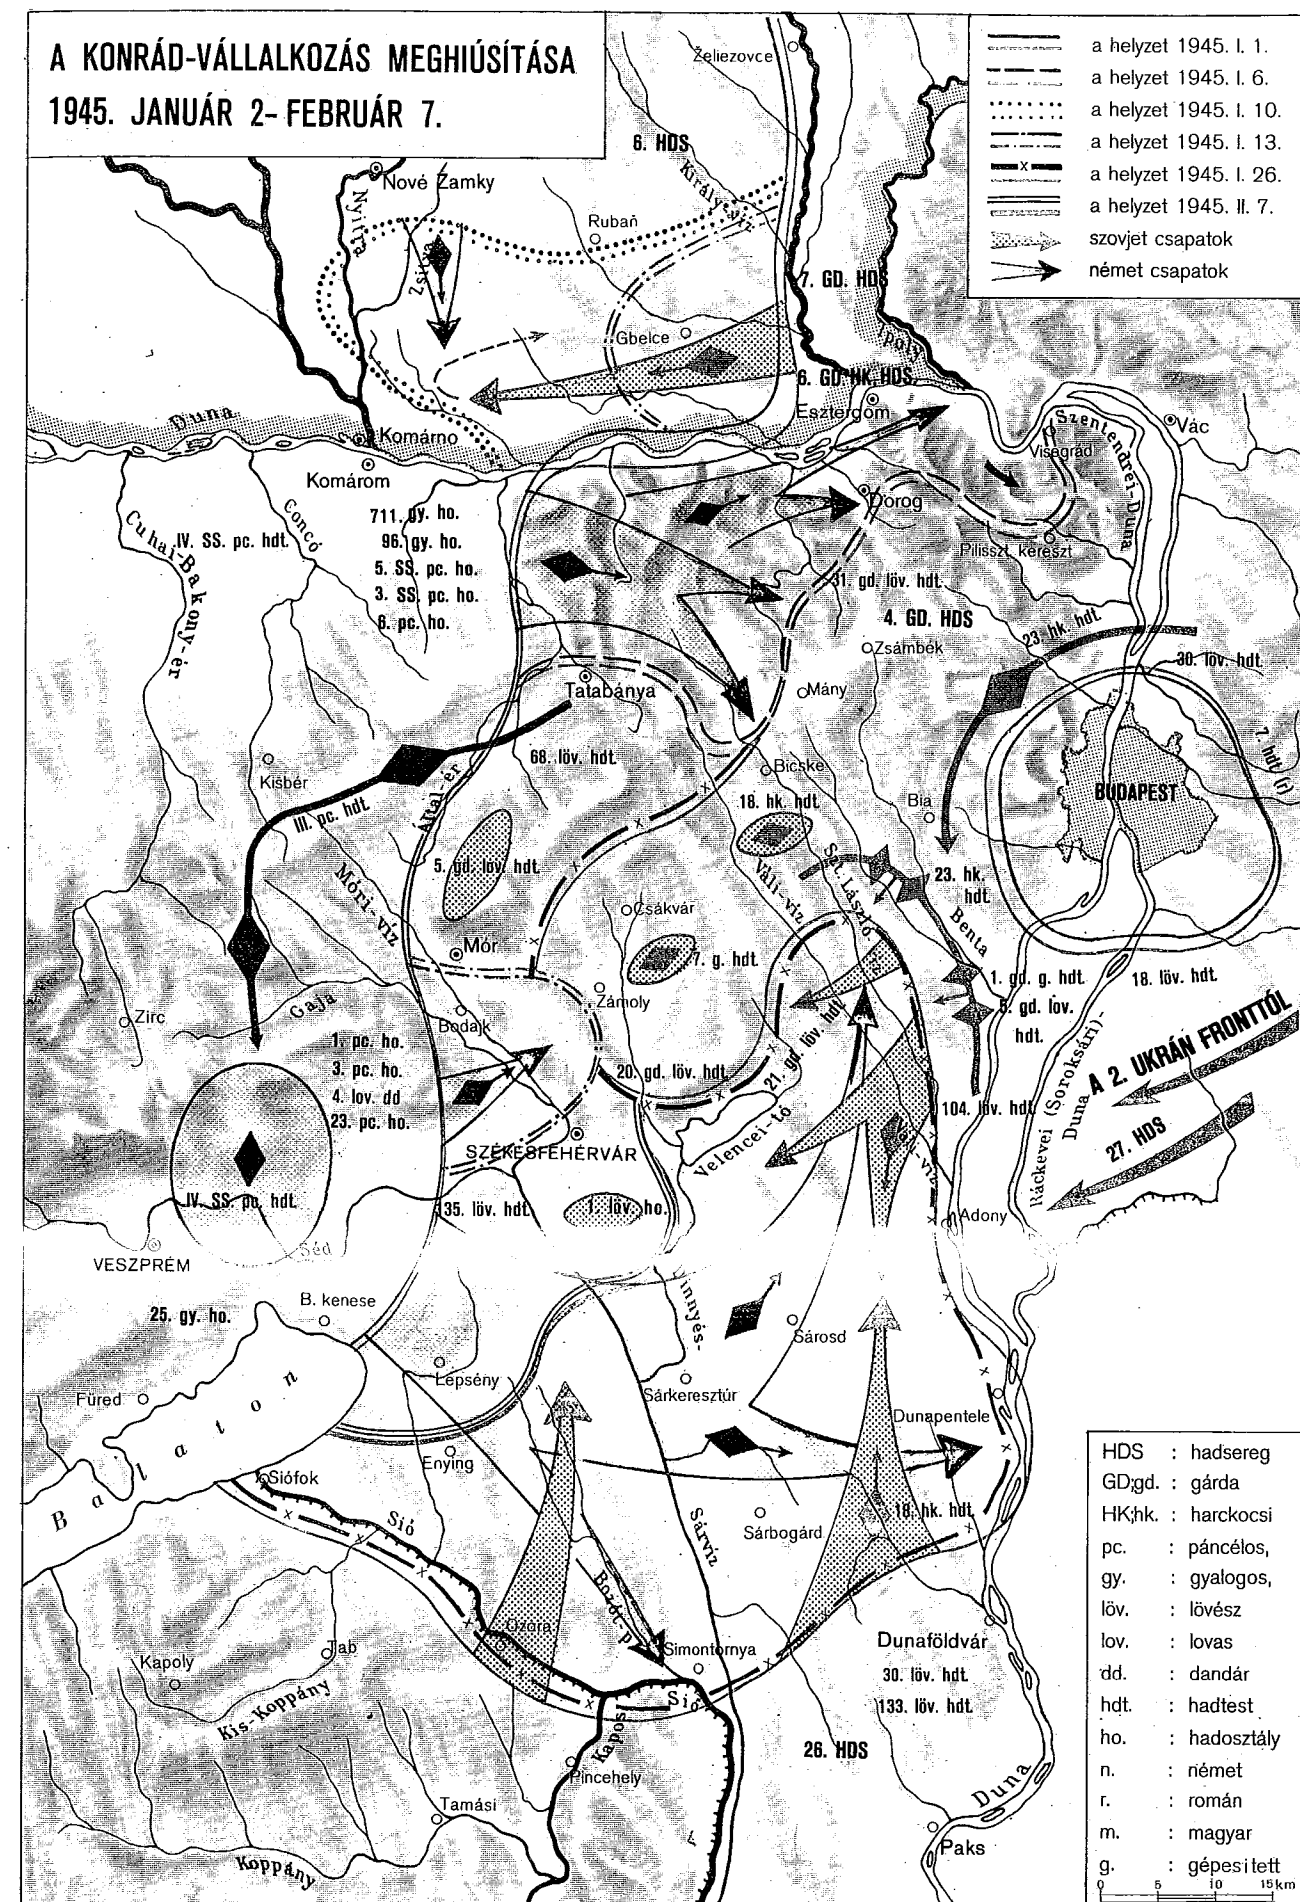 A KONRÁD-VÁLLALKOZÁS MEGHIÚSÍTÁSA
1945. JANUÁR 2- FEBRUÁR 7.
a helyzet 1945. I. 1.
a helyzet 1945. I. 6.
a helyzet 1945. I. 10.
a helyzet 1945. I. 13.
a helyzet 1945. I. 26.
a helyzet 1945. II. 7.
szovjet csapatok
német csapatok
Želiezovce
6. HDS
Király-víz
Nové Zamky
Nyitra
Zsitva
Rubaň
7. GD. HDS
Gbelce
Ipoly
6. GD. HK. HDS
Esztergom
Duna
Komárno
Komárom
Vác
Szentendrei-Duna
Visegrád
Dorog
Pilisszt. kereszt
Cuhai-Bakony-ér
Concó
IV. SS. pc. hdt.
711. gy. ho.
96. gy. ho.
5. SS. pc. ho.
3. SS. pc. ho.
6. pc. ho.
31. gd. löv. hdt.
4. GD. HDS
Zsámbék
23. hk. hdt.
30. löv. hdt.
Tatabánya
Mány
7. hdt. (r)
68. löv. hdt.
Kisbér
III. pc. hdt.
Által-ér
Bicske
18. hk. hdt.
Bia
BUDAPEST
5. gd. löv. hdt.
Móri-víz
Váli-víz
Szt. László
23. hk.
hdt.
Benta
Csákvár
Mór
7. g. hdt.
1. gd. g. hdt.
18. löv. hdt.
5. gd. lov.
hdt.
Zirc
Gaja
Zámoly
Bodajk
A 2. UKRÁN FRONTTÓL
1. pc. ho.
3. pc. ho.
4. lov. dd
23. pc. ho.
20. gd. löv. hdt.
21. gd. löv. hdt.
104. löv. hdt.
Ráckevei (Soroksári)-
Duna
27. HDS
SZÉKESFEHÉRVÁR
Velencei-tó
Váli-víz
IV. SS. pc. hdt.
135. löv. hdt.
1. löv. ho.
Adony
VESZPRÉM
Séd
25. gy. ho.
B. kenese
Sárosd
Lepsény
Füred
Sárkeresztúr
Dunapentele
Balaton
Enying
Siófok
Sió
Sárvíz
Sárbogárd
18. hk. hdt.
Bozót-p.
Ozora
Simontornya
Dunaföldvár
30. löv. hdt.
133. löv. hdt.
Kapoly
Tab
Kis-Koppány
Sió
Kapos
26. HDS
Pincehely
Tamási
Duna
Koppány
Paks
HDS : hadsereg
GD;gd. : gárda
HK;hk. : harckocsi
pc. : páncélos,
gy. : gyalogos,
löv. : lövész
lov. : lovas
dd. : dandár
hdt. : hadtest
ho. : hadosztály
n. : német
r. : román
m. : magyar
g. : gépesitett
0 5 10 15 km